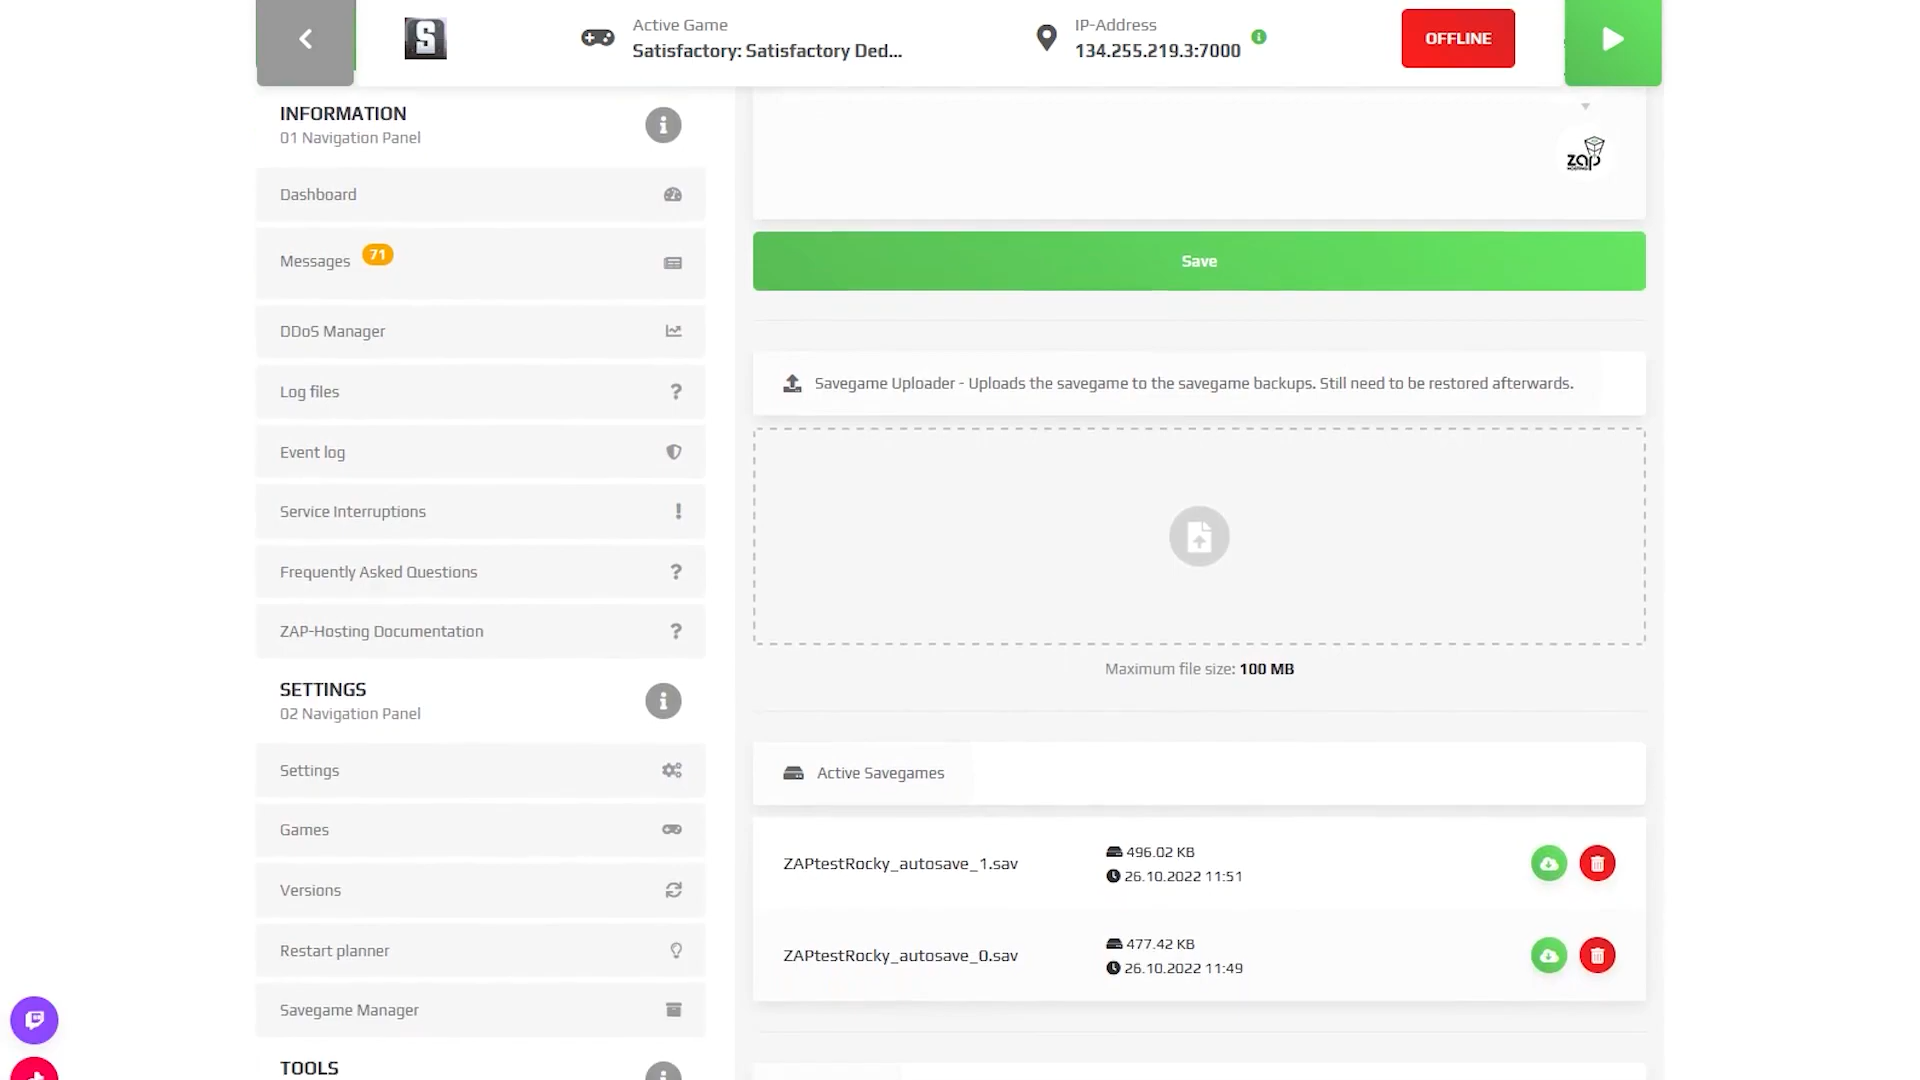 Active Game
Satisfactory: Satisfactory Ded...
IP-Address
134.255.219.3:7000
OFFLINE
INFORMATION
01 Navigation Panel
Dashboard
Messages 71
DDoS Manager
Log files
Event log
Service Interruptions
Frequently Asked Questions
ZAP-Hosting Documentation
SETTINGS
02 Navigation Panel
Settings
Games
Versions
Restart planner
Savegame Manager
TOOLS
zap
HOSTING
Save
Savegame Uploader - Uploads the savegame to the savegame backups. Still need to be restored afterwards.
Maximum file size: 100 MB
Active Savegames
ZAPtestRocky_autosave_1.sav
496.02 KB
26.10.2022 11:51
ZAPtestRocky_autosave_0.sav
477.42 KB
26.10.2022 11:49